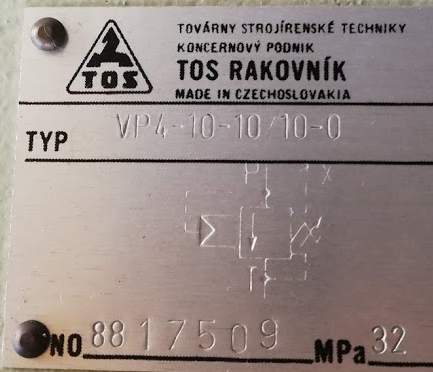 TOS
TOVÁRNY STROJÍRENSKÉ TECHNIKY
KONCERNOVÝ PODNIK
TOS RAKOVNÍK
MADE IN CZECHOSLOVAKIA
TYP VP4-10-10/10-0
P X
T
NO 8817509 MPa 32